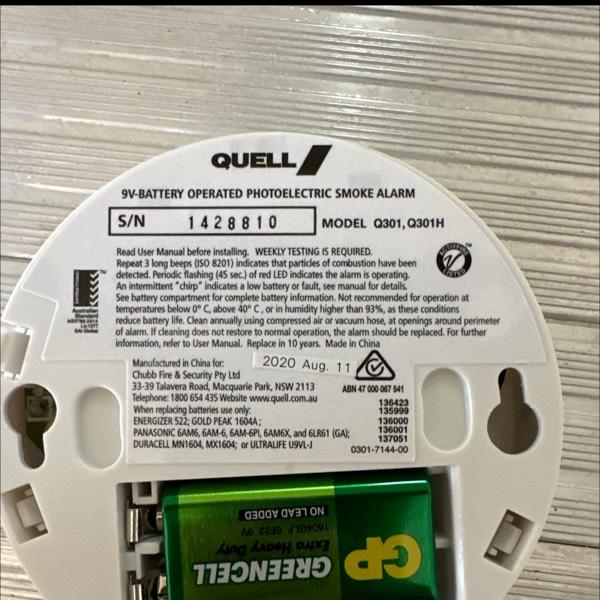 QUELL
9V-BATTERY OPERATED PHOTOELECTRIC SMOKE ALARM
S/N 1428810 MODEL Q301, Q301H
Read User Manual before installing. WEEKLY TESTING IS REQUIRED.
Repeat 3 long beeps (ISO 8201) indicates that particles of combustion have been
detected. Periodic flashing (45 sec.) of red LED indicates the alarm is operating.
An intermittent "chirp" indicates a low battery or fault, see manual for details.
See battery compartment for complete battery information. Not recommended for operation at
temperatures below 0° C, above 40° C, or in humidity higher than 93%, as these conditions
reduce battery life. Clean annually using compressed air or vacuum hose, at openings around perimeter
of alarm. If cleaning does not restore to normal operation, the alarm should be replaced. For further
information, refer to User Manual. Replace in 10 years. Made in China
Australian
Standard
AS3786-2014
SAI Global
ACTIVFIRE
LISTED
Manufactured in China for:
Chubb Fire & Security Pty Ltd
33-39 Talavera Road, Macquarie Park, NSW 2113
Telephone: 1800 654 435 Website www.quell.com.au
2020 Aug. 11
ABN 47 000 067 541
When replacing batteries use only:
ENERGIZER 522; GOLD PEAK 1604A;
PANASONIC 6AM6, 6AM-6, 6AM-6PI, 6AM6X, and 6LR61 (GA);
DURACELL MN1604, MX1604; or ULTRALIFE U9VL-J
136423
135999
136000
136001
137051
0301-7144-00
GP GREENCELL
Extra Heavy Duty
1604GLF 6F22 9V
NO LEAD ADDED